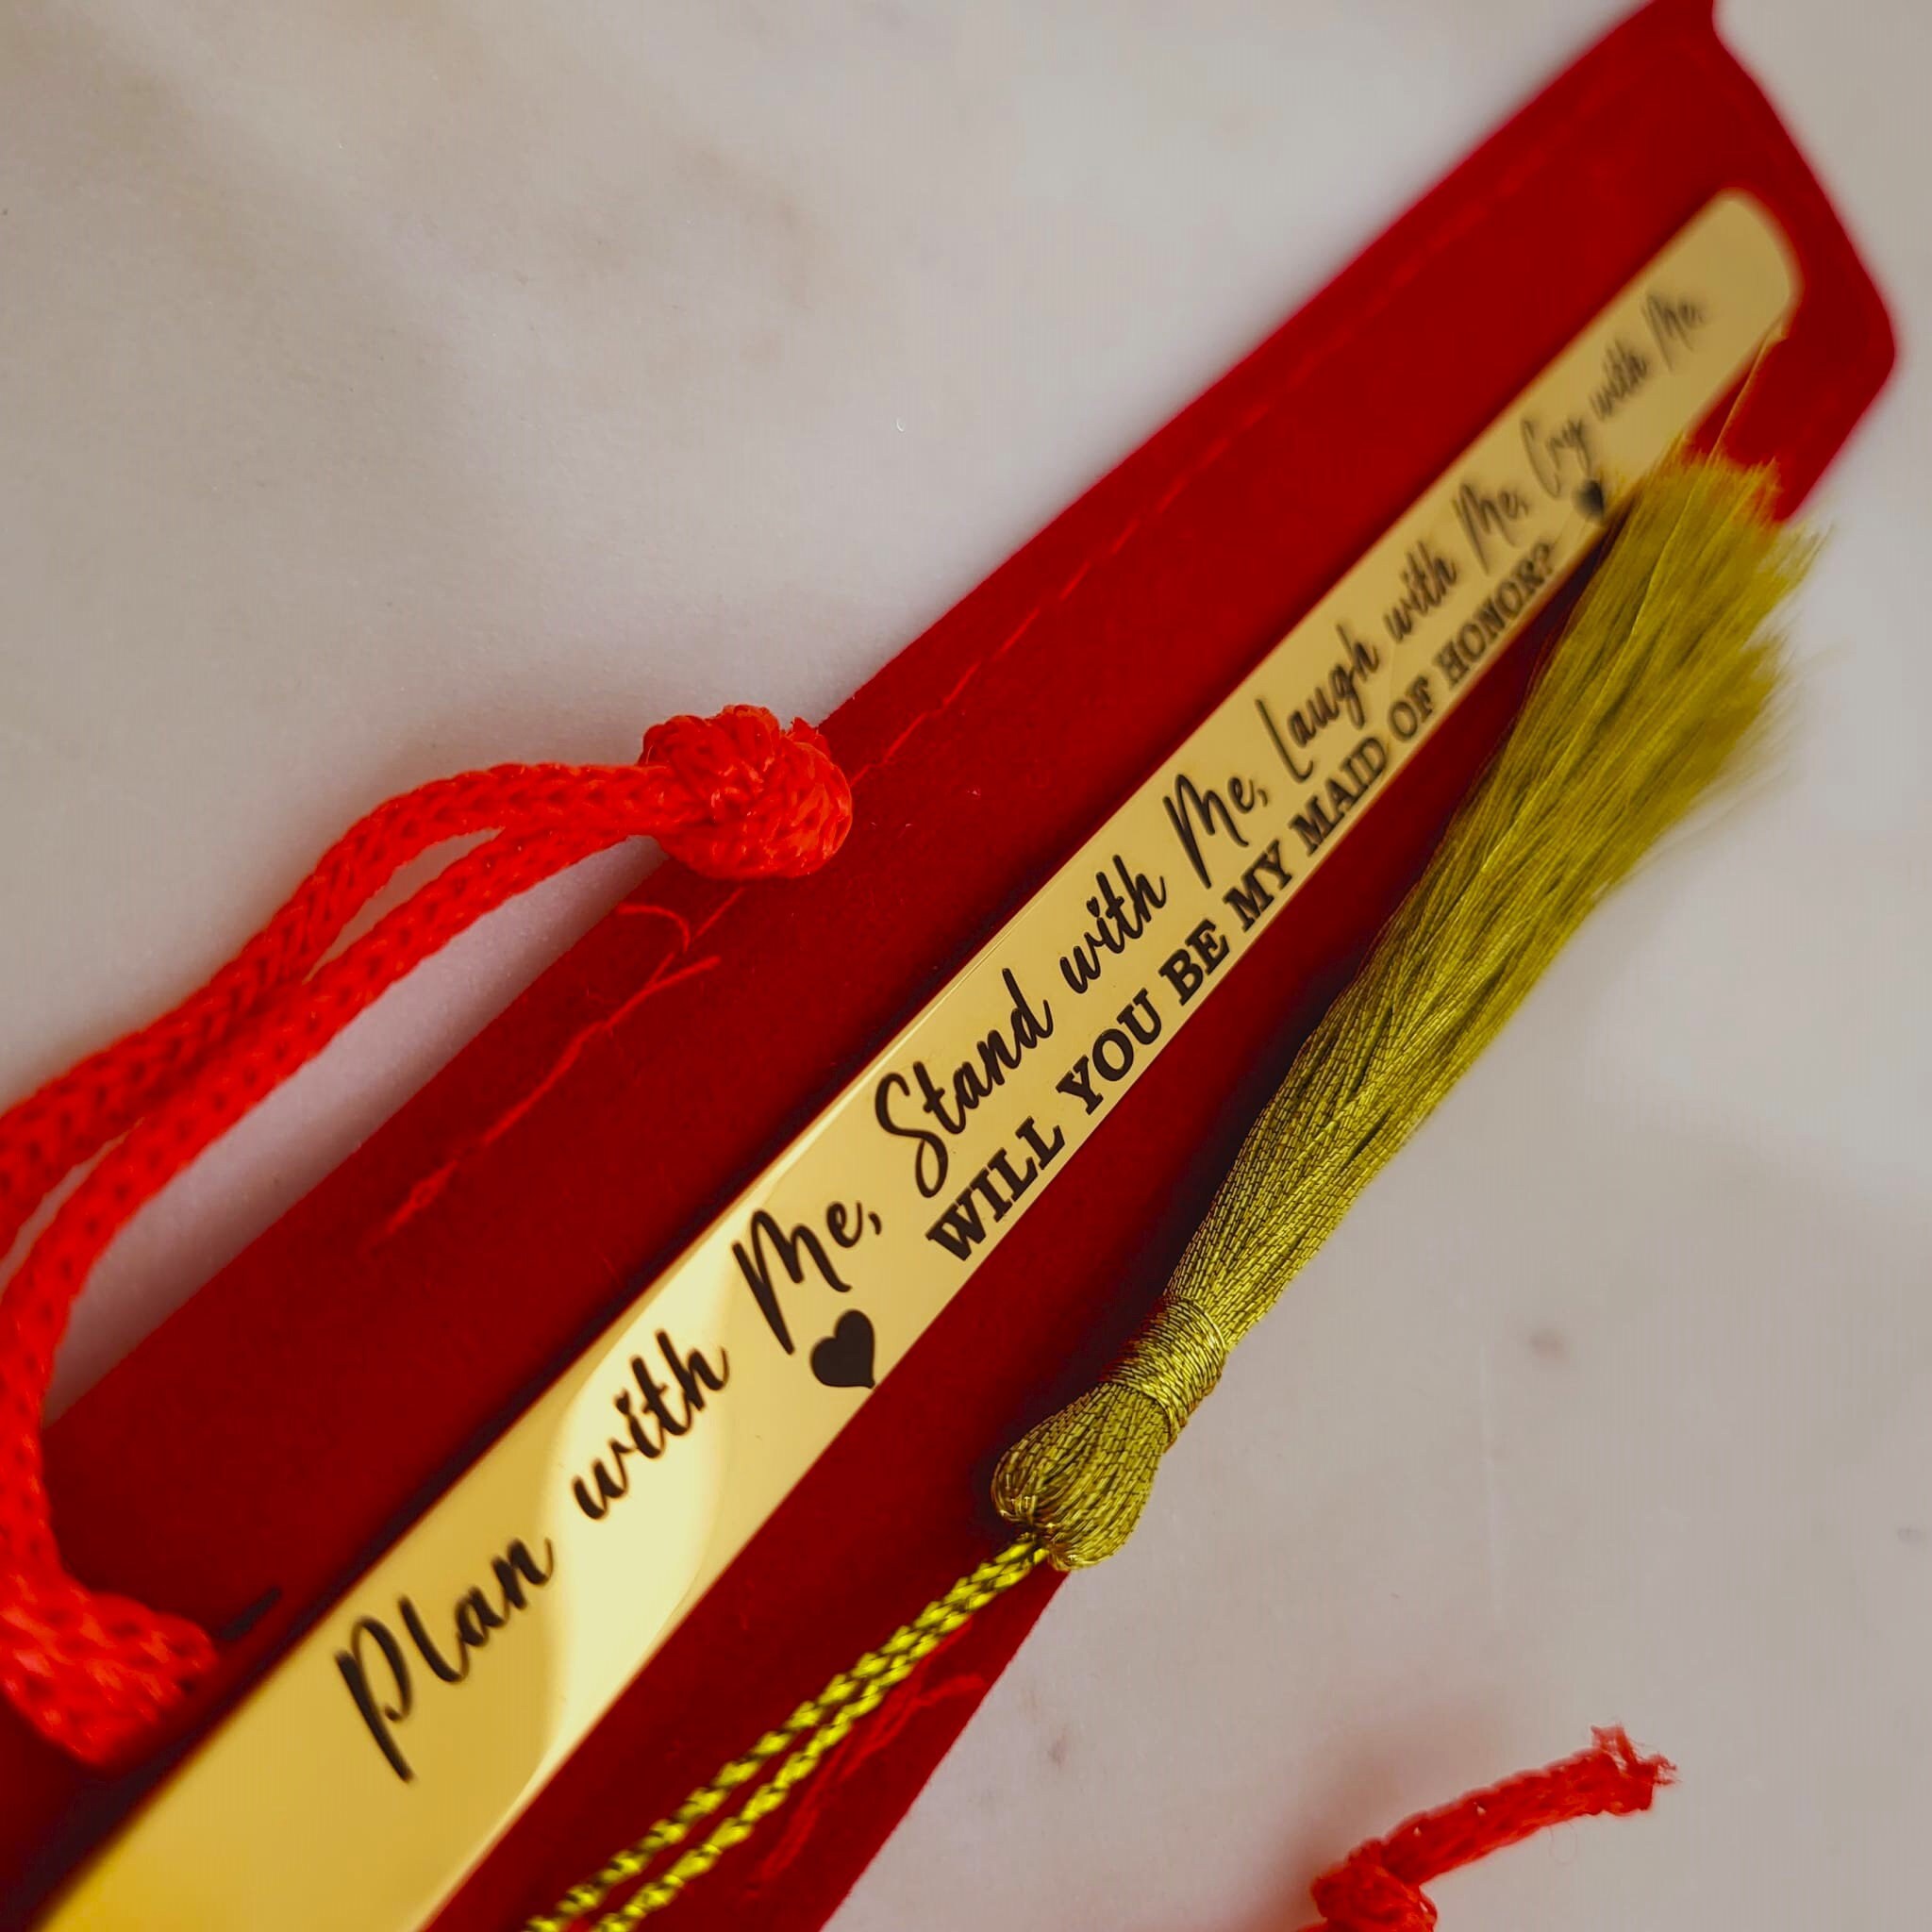 Plan with Me, Stand with Me, Laugh with Me, Cry with Me.
♥ WILL YOU BE MY MAID OF HONOR? ♥